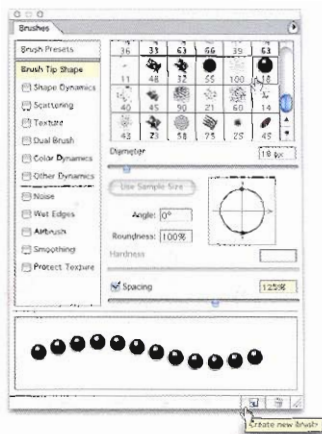 Brushes
Brush Presets
Brush Tip Shape
Shape Dynamics
Scattering
Texture
Dual Brush
Color Dynamics
Other Dynamics
Noise
Wet Edges
Airbrush
Smoothing
Protect Texture
36 33 63 66 39 63
11 48 32 55 100 18
40 45 90 21 60 14
43 23 58 75 25 45
Diameter
18 px
Use Sample Size
Angle: 0°
Roundness: 100%
Hardness
Spacing
125%
Create new brush